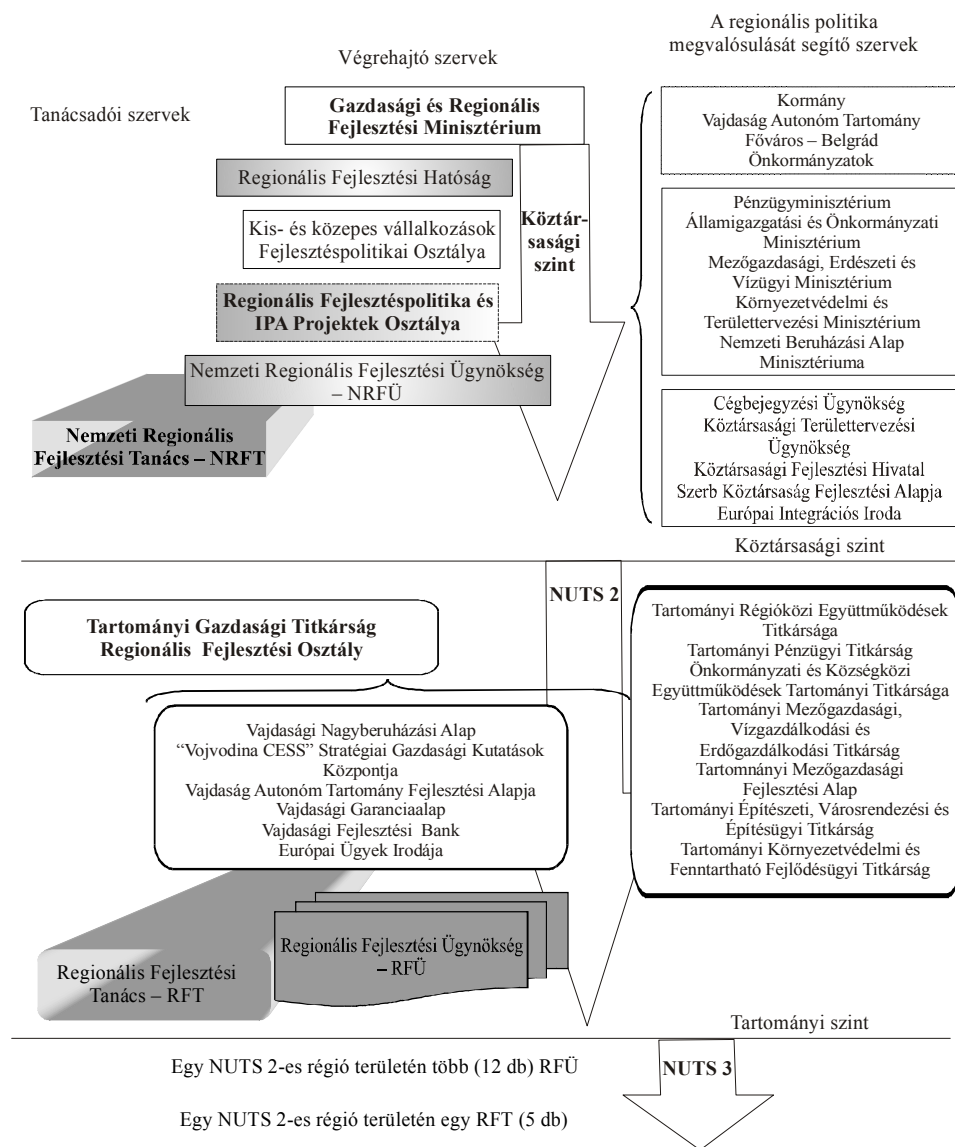 A regionális politika
megvalósulását segítő szervek
Végrehajtó szervek
Tanácsadói szervek
Gazdasági és Regionális
Fejlesztési Minisztérium
Regionális Fejlesztési Hatóság
Kis- és közepes vállalkozások
Fejlesztéspolitikai Osztálya
Regionális Fejlesztéspolitika és
IPA Projektek Osztálya
Nemzeti Regionális Fejlesztési Ügynökség
– NRFÜ
Nemzeti Regionális
Fejlesztési Tanács – NRFT
Köztár-
sasági
szint
Kormány
Vajdaság Autonóm Tartomány
Főváros – Belgrád
Önkormányzatok
Pénzügyminisztérium
Államigazgatási és Önkormányzati
Minisztérium
Mezőgazdasági, Erdészeti és
Vízügyi Minisztérium
Környezetvédelmi és
Területtervezési Minisztérium
Nemzeti Beruházási Alap
Minisztériuma
Cégbejegyzési Ügynökség
Köztársasági Területtervezési
Ügynökség
Köztársasági Fejlesztési Hivatal
Szerb Köztársaság Fejlesztési Alapja
Európai Integrációs Iroda
Köztársasági szint
NUTS 2
Tartományi Gazdasági Titkárság
Regionális Fejlesztési Osztály
Vajdasági Nagyberuházási Alap
“Vojvodina CESS” Stratégiai Gazdasági Kutatások
Központja
Vajdaság Autonóm Tartomány Fejlesztési Alapja
Vajdasági Garanciaalap
Vajdasági Fejlesztési Bank
Európai Ügyek Irodája
Tartományi Régióközi Együttműködések
Titkársága
Tartományi Pénzügyi Titkárság
Önkormányzati és Községközi
Együttműködések Tartományi Titkársága
Tartományi Mezőgazdasági,
Vízgazdálkodási és
Erdőgazdálkodási Titkárság
Tartomnányi Mezőgazdasági
Fejlesztési Alap
Tartományi Építészeti, Városrendezési és
Építésügyi Titkárság
Tartományi Környezetvédelmi és
Fenntartható Fejlődésügyi Titkárság
Regionális Fejlesztési Ügynökség
– RFÜ
Regionális Fejlesztési
Tanács – RFT
Tartományi szint
Egy NUTS 2-es régió területén több (12 db) RFÜ
NUTS 3
Egy NUTS 2-es régió területén egy RFT (5 db)